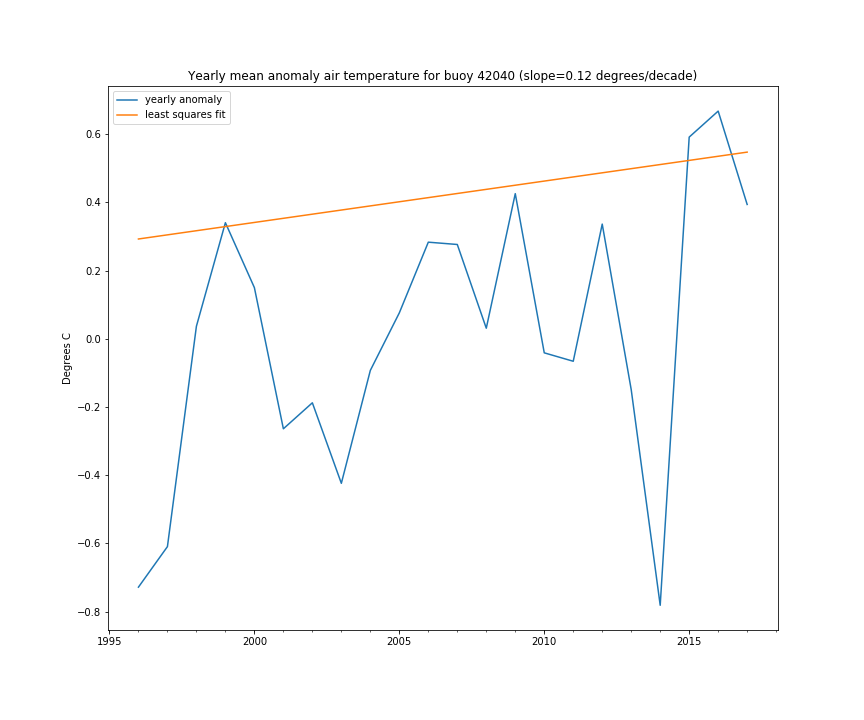 Yearly mean anomaly air temperature for buoy 42040 (slope=0.12 degrees/decade)
yearly anomaly
least squares fit
0.6
0.4
0.2
0.0
−0.2
−0.4
−0.6
−0.8
Degrees C
1995 2000 2005 2010 2015